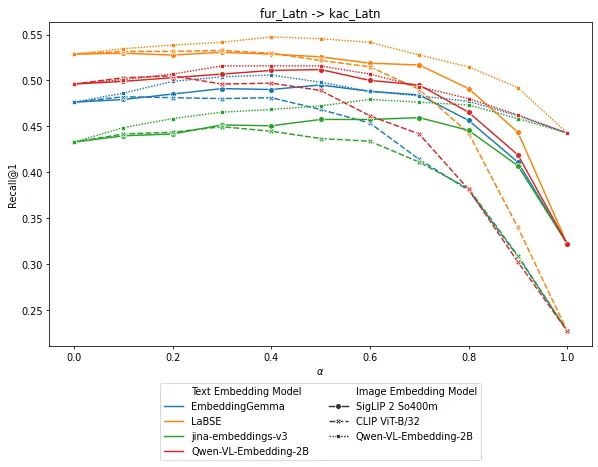 fur_Latn -> kac_Latn
Recall@1
0.55
0.50
0.45
0.40
0.35
0.30
0.25
0.0 0.2 0.4 0.6 0.8 1.0
α
Text Embedding Model Image Embedding Model
EmbeddingGemma SigLIP 2 So400m
LaBSE CLIP ViT-B/32
jina-embeddings-v3 Qwen-VL-Embedding-2B
Qwen-VL-Embedding-2B